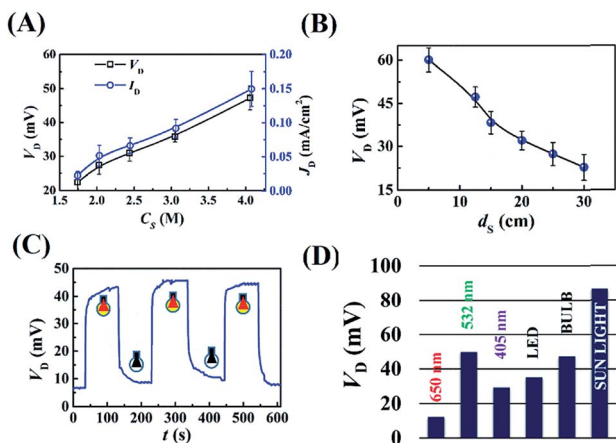 (A)
V_D
I_D
V_D (mV)
60
50
40
30
20
J_D (mA/cm²)
0.20
0.15
0.10
0.05
0.00
1.5 2.0 2.5 3.0 3.5 4.0
C_S (M)
(B)
V_D (mV)
60
45
30
15
0 10 20 30
d_S (cm)
(C)
V_D (mV)
50
40
30
20
10
0
0 100 200 300 400 500 600
t (s)
(D)
V_D (mV)
100
80
60
40
20
0
650 nm
532 nm
405 nm
LED
BULB
SUN LIGHT